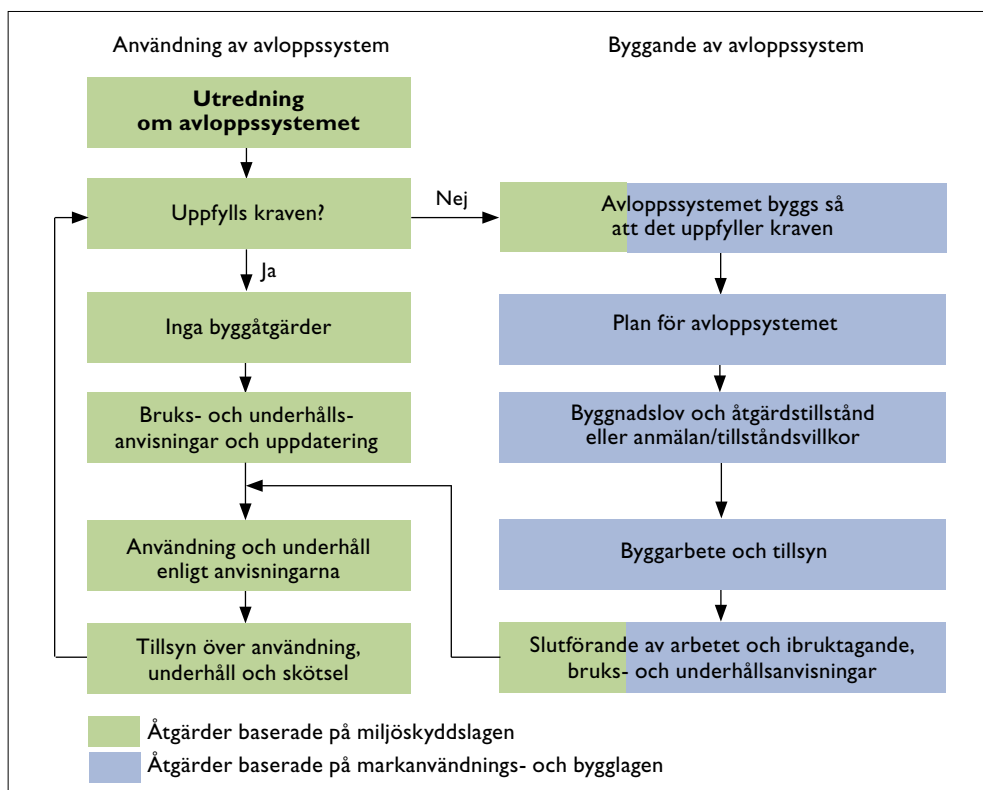 Användning av avloppssystem
Utredning
om avloppssystemet
Uppfylls kraven?
Nej
Ja
Inga byggåtgärder
Bruks- och underhålls-
anvisningar och uppdatering
Användning och underhåll
enligt anvisningarna
Tillsyn över användning,
underhåll och skötsel
Byggande av avloppssystem
Avloppssystemet byggs så
att det uppfyller kraven
Plan för avloppsystemet
Byggnadslov och åtgärdstillstånd
eller anmälan/tillståndsvillkor
Byggarbete och tillsyn
Slutförande av arbetet och ibruktagande,
bruks- och underhållsanvisningar
Åtgärder baserade på miljöskyddslagen
Åtgärder baserade på markanvändnings- och bygglagen